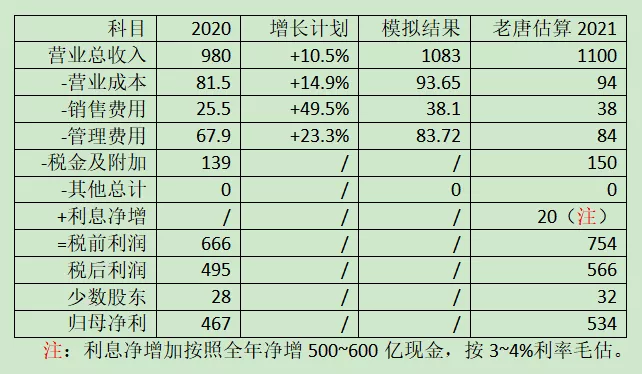 科目 2020 增长计划 模拟结果 老唐估算 2021
营业总收入 980 +10.5% 1083 1100
-营业成本 81.5 +14.9% 93.65 94
-销售费用 25.5 +49.5% 38.1 38
-管理费用 67.9 +23.3% 83.72 84
-税金及附加 139 / / 150
-其他总计 0 0 0
+利息净增 / / / 20（注）
=税前利润 666 / / 754
税后利润 495 / / 566
少数股东 28 / / 32
归母净利 467 / / 534
注：利息净增加按照全年净增 500~600 亿现金，按 3~4%利率毛估。